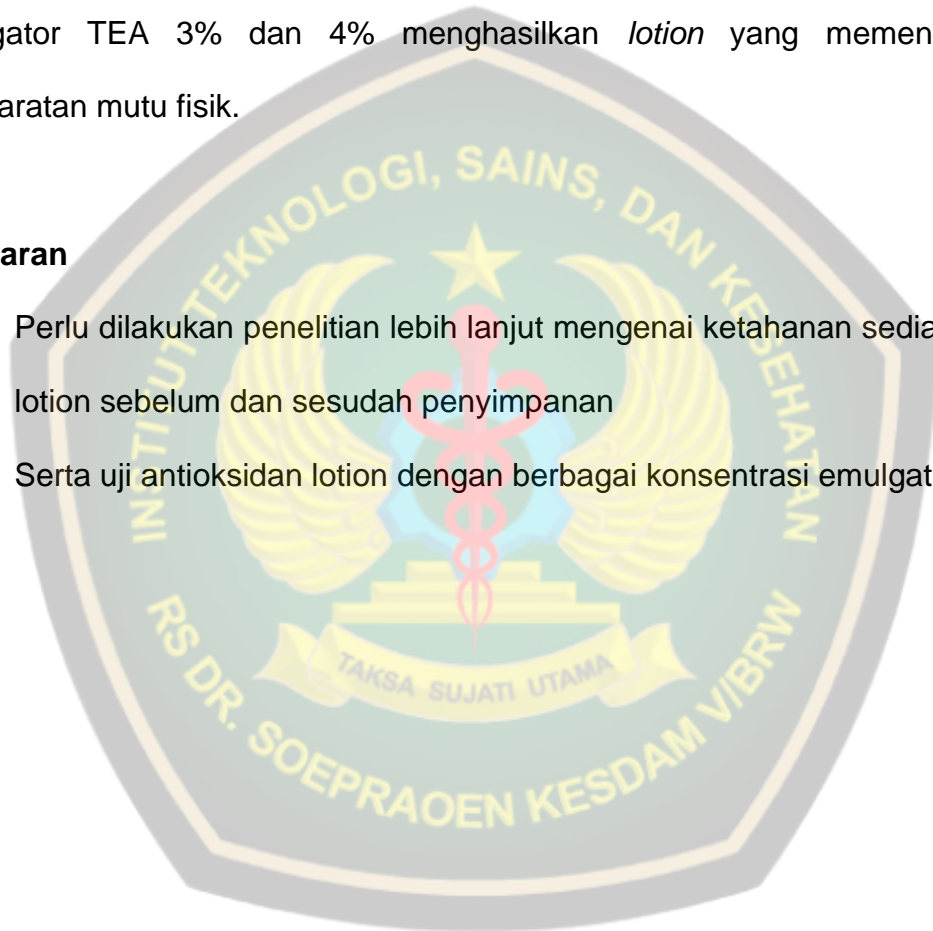 gator TEA 3% dan 4% menghasilkan lotion yang memen
aratan mutu fisik.
aran
Perlu dilakukan penelitian lebih lanjut mengenai ketahanan sedia
lotion sebelum dan sesudah penyimpanan
Serta uji antioksidan lotion dengan berbagai konsentrasi emulgat
INSTITUT TEKNOLOGI, SAINS, DAN KESEHATAN
TAKSA SUJATI UTAMA
RS DR. SOEPRAOEN KESDAM V/BRW